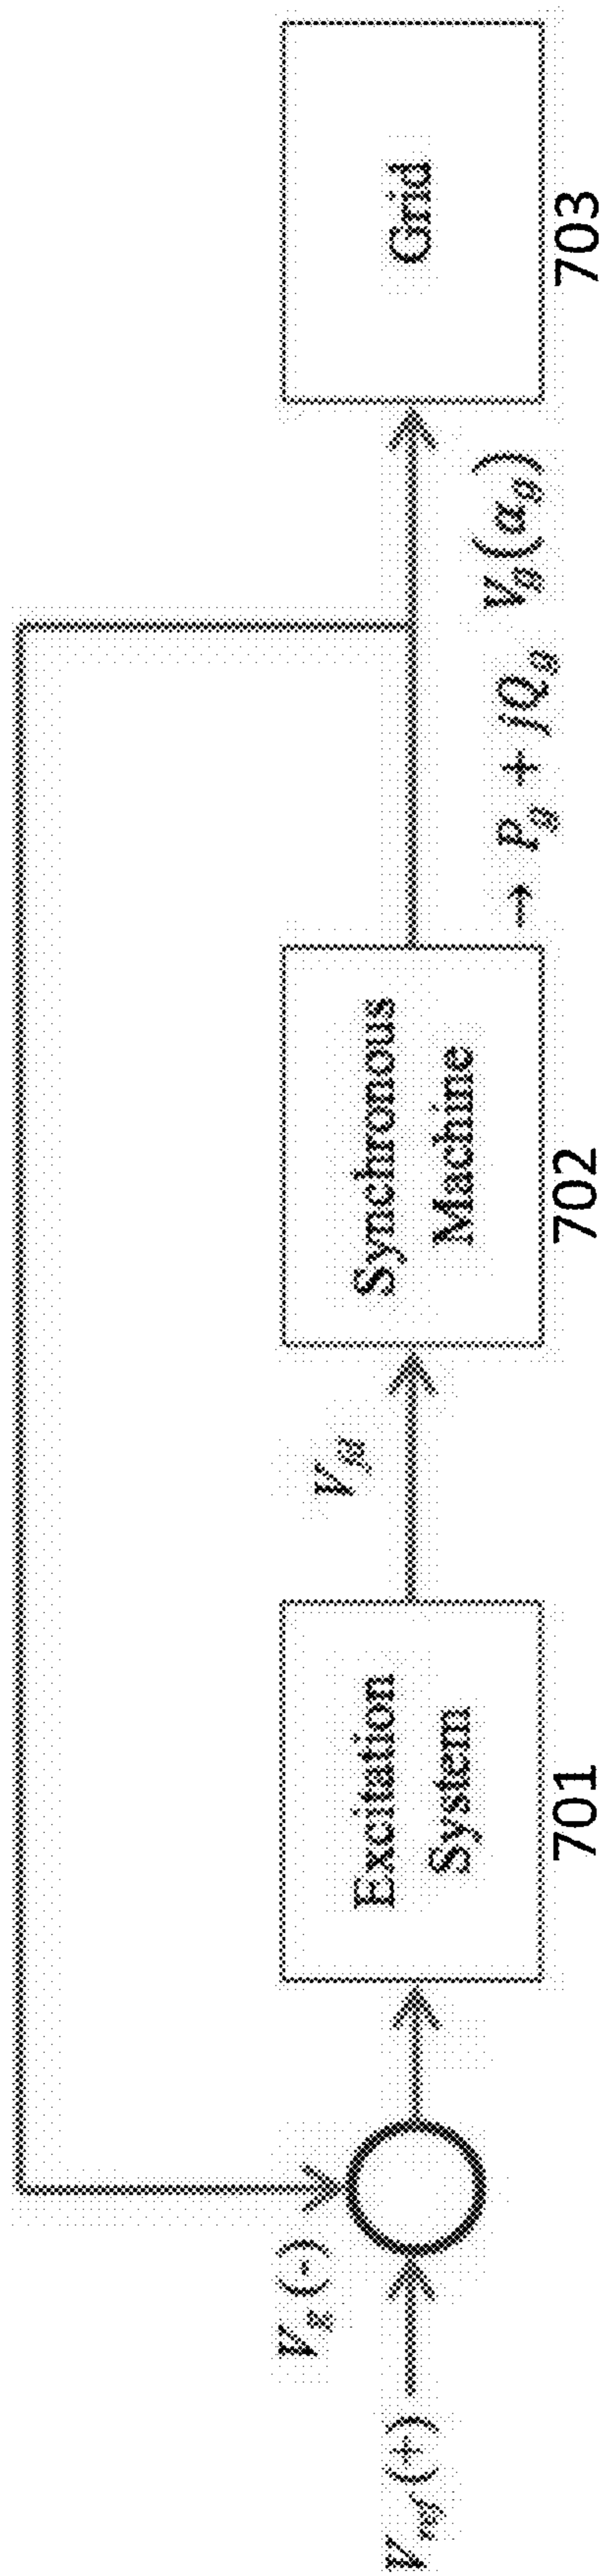 V_ref (+)
V_g (-)
Excitation
System
701
V_fd
Synchronous
Machine
702
→ P_g + jQ_g
V_g(α_g)
Grid
703